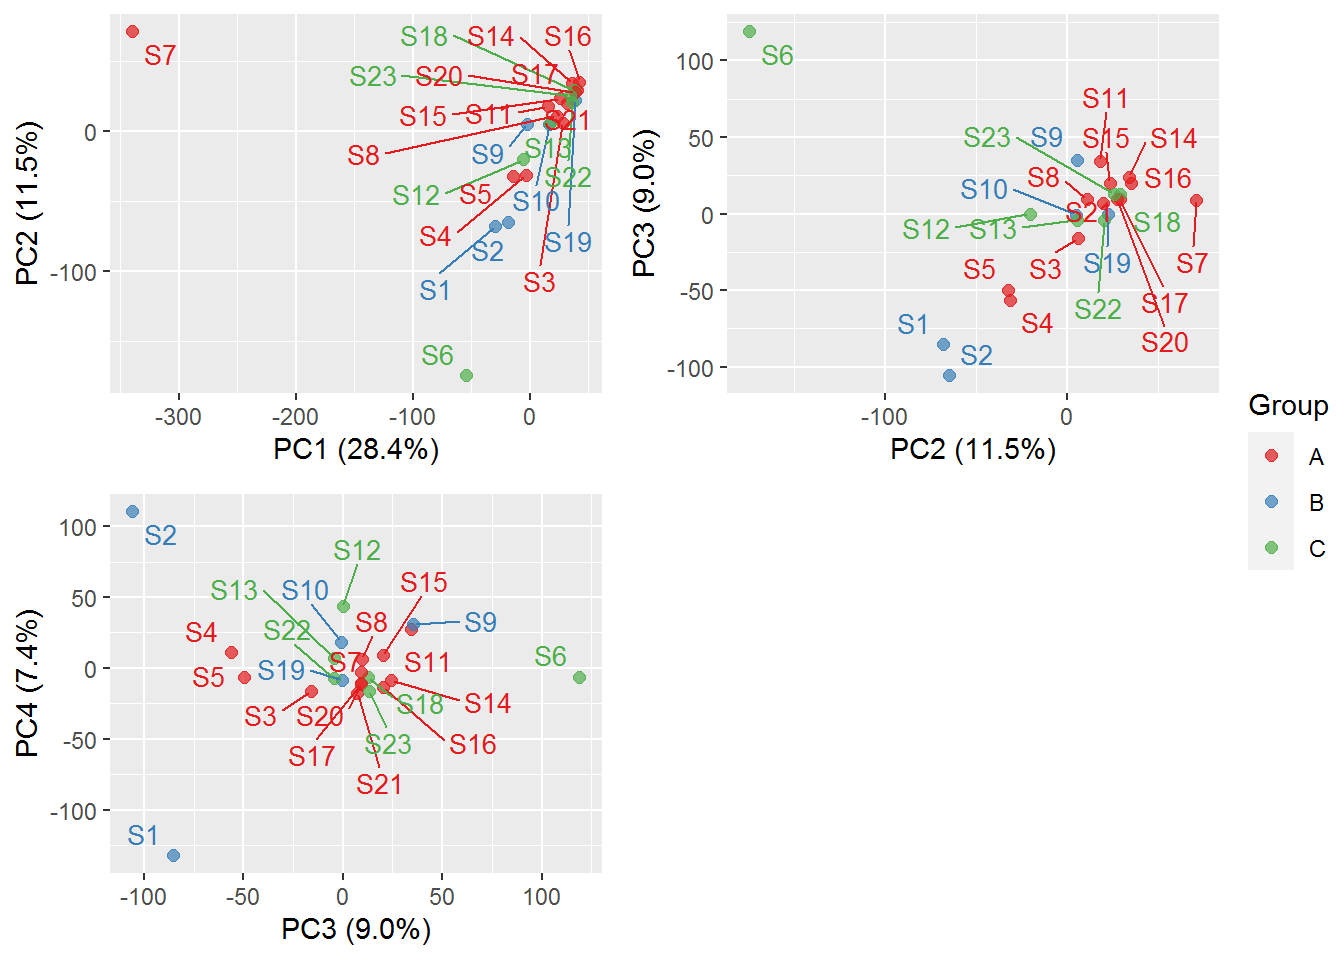 S7
S18
S14
S16
S23
S20
S17
S15
S11
S21
S8
S9
S13
S12
S5
S22
S10
S4
S2
S19
S1
S3
S6
0
-100
-300
-200
-100
0
PC1 (28.4%)
PC2 (11.5%)
S6
S11
S23
S9
S15
S14
S10
S8
S16
S2
S12
S13
S18
S5
S3
S19
S7
S22
S17
S1
S4
S2
S20
100
50
0
-50
-100
-100
0
PC2 (11.5%)
PC3 (9.0%)
Group
A
B
C
S2
S12
S13
S10
S15
S4
S22
S8
S9
S5
S19
S7
S11
S6
S3
S20
S18
S14
S17
S23
S16
S21
S1
100
50
0
-50
-100
-100
-50
0
50
100
PC3 (9.0%)
PC4 (7.4%)